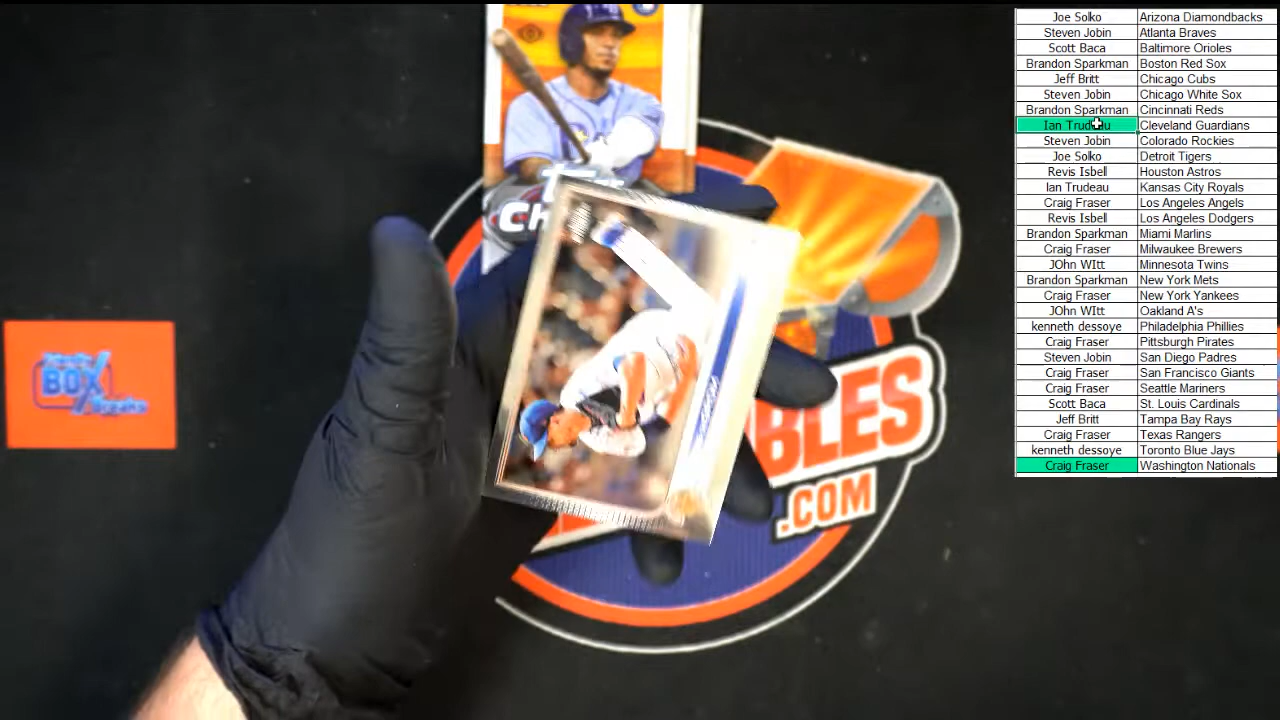 Joe Solko Arizona Diamondbacks
Steven Jobin Atlanta Braves
Scott Baca Baltimore Orioles
Brandon Sparkman Boston Red Sox
Jeff Britt Chicago Cubs
Steven Jobin Chicago White Sox
Brandon Sparkman Cincinnati Reds
Ian Trudeau Cleveland Guardians
Steven Jobin Colorado Rockies
Joe Solko Detroit Tigers
Revis Isbell Houston Astros
Ian Trudeau Kansas City Royals
Craig Fraser Los Angeles Angels
Revis Isbell Los Angeles Dodgers
Brandon Sparkman Miami Marlins
Craig Fraser Milwaukee Brewers
JOhn WItt Minnesota Twins
Brandon Sparkman New York Mets
Craig Fraser New York Yankees
JOhn WItt Oakland A's
kenneth dessoye Philadelphia Phillies
Craig Fraser Pittsburgh Pirates
Steven Jobin San Diego Padres
Craig Fraser San Francisco Giants
Craig Fraser Seattle Mariners
Scott Baca St. Louis Cardinals
Jeff Britt Tampa Bay Rays
Craig Fraser Texas Rangers
kenneth dessoye Toronto Blue Jays
Craig Fraser Washington Nationals
BOX
Breaks
BLES
.COM